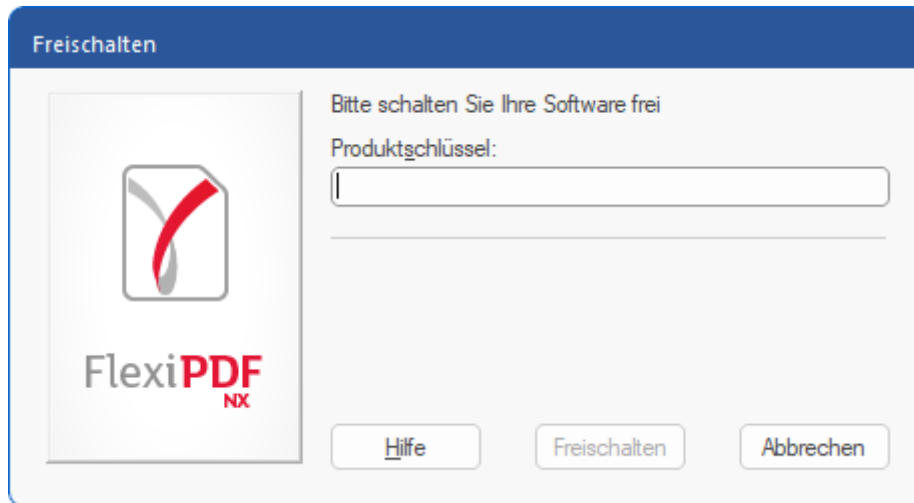 Freischalten
Bitte schalten Sie Ihre Software frei
Produktschlüssel:
FlexiPDF
NX
Hilfe
Freischalten
Abbrechen